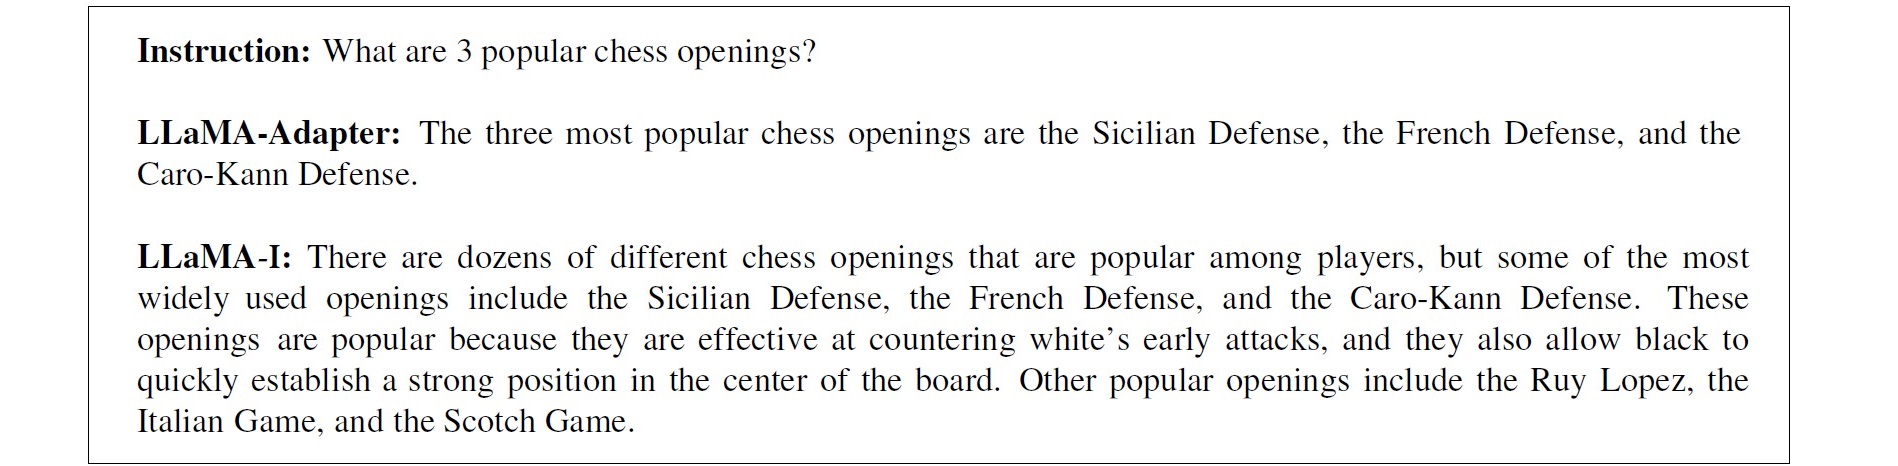 Instruction: What are 3 popular chess openings?
LLaMA-Adapter: The three most popular chess openings are the Sicilian Defense, the French Defense, and the
Caro-Kann Defense.
LLaMA-I: There are dozens of different chess openings that are popular among players, but some of the most
widely used openings include the Sicilian Defense, the French Defense, and the Caro-Kann Defense. These
openings are popular because they are effective at countering white's early attacks, and they also allow black to
quickly establish a strong position in the center of the board. Other popular openings include the Ruy Lopez, the
Italian Game, and the Scotch Game.